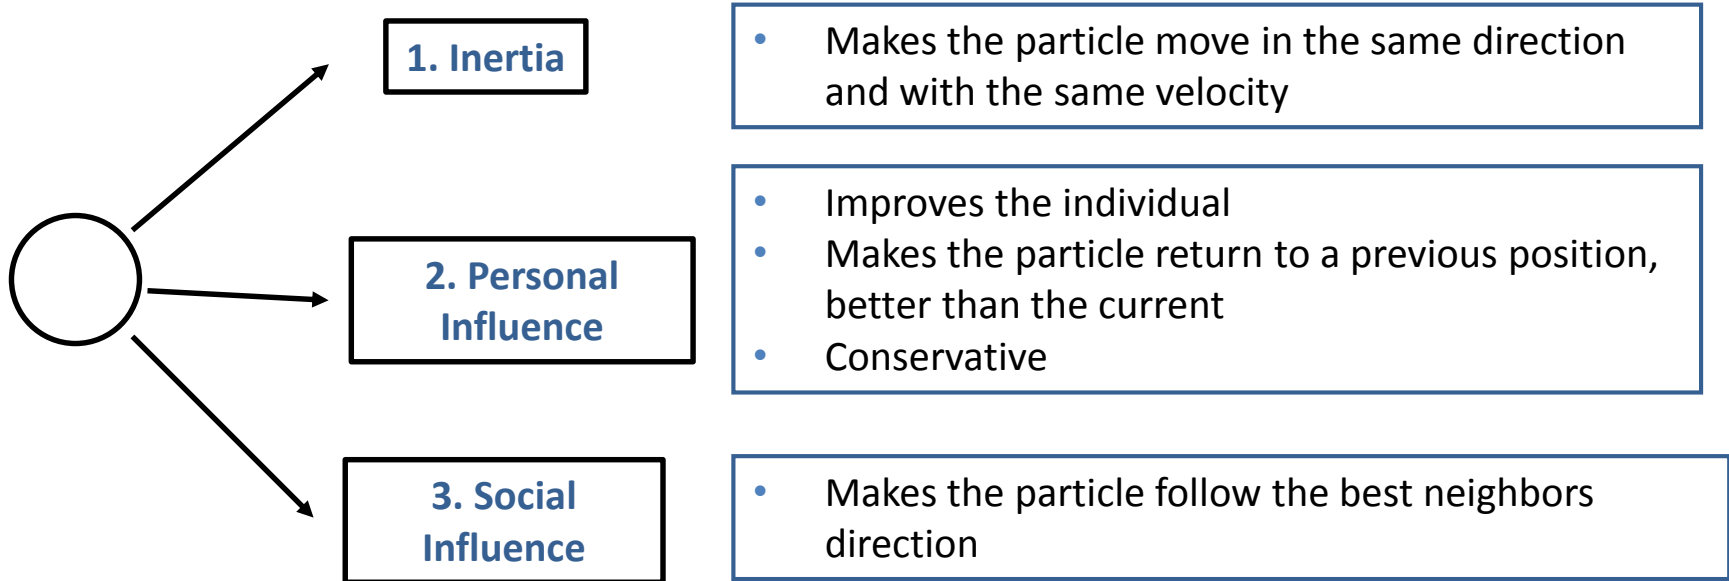 1. Inertia
• Makes the particle move in the same direction
and with the same velocity
2. Personal
Influence
• Improves the individual
• Makes the particle return to a previous position,
better than the current
• Conservative
3. Social
Influence
• Makes the particle follow the best neighbors
direction